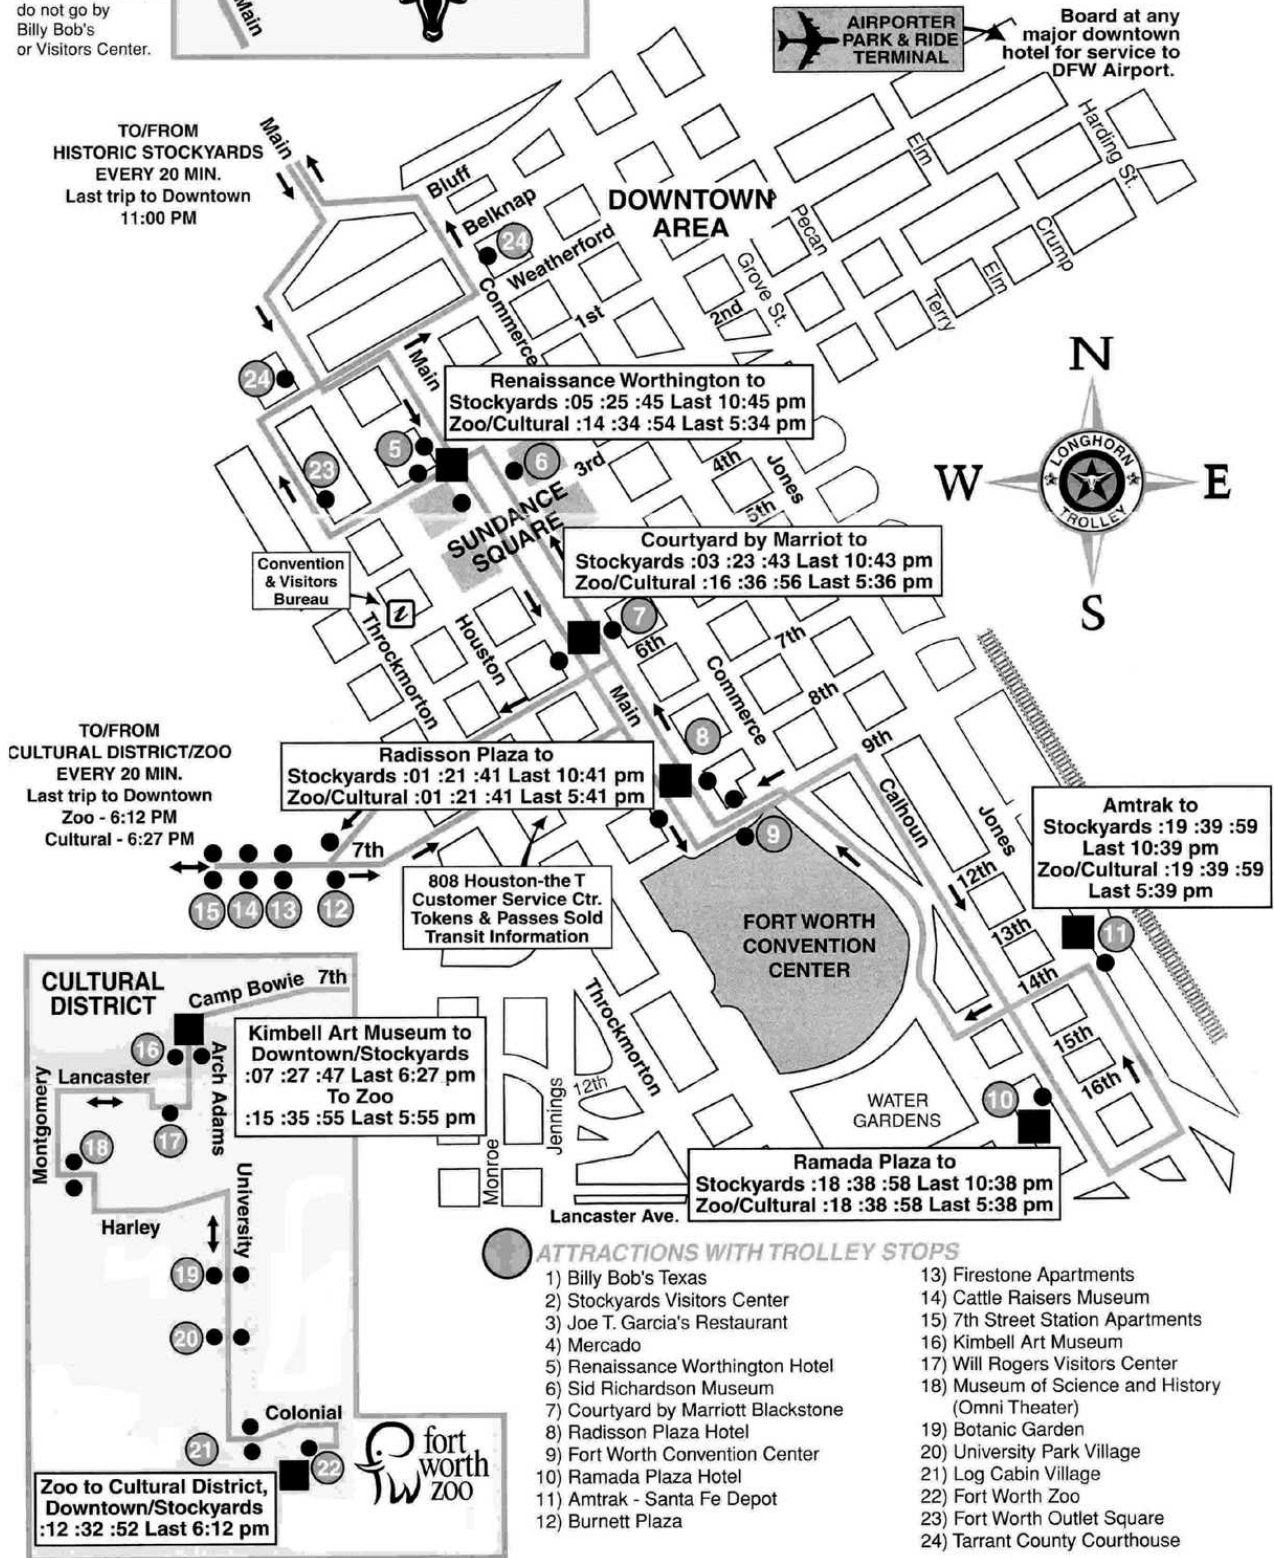 do not go by
Billy Bob's
or Visitors Center.
Main
AIRPORTER
PARK & RIDE
TERMINAL
Board at any
major downtown
hotel for service to
DFW Airport.
TO/FROM
HISTORIC STOCKYARDS
EVERY 20 MIN.
Last trip to Downtown
11:00 PM
Main
Bluff
Belknap
24
Weatherford
Commerce
1st
DOWNTOWN
AREA
2nd
Grove St.
Pecan
Elm
Harding St.
Crump
Elm
Terry
24
Main
Renaissance Worthington to
Stockyards :05 :25 :45 Last 10:45 pm
Zoo/Cultural :14 :34 :54 Last 5:34 pm
5
6
23
3rd
4th
Jones
5th
SUNDANCE
SQUARE
N
W
E
S
LONGHORN
TROLLEY
Courtyard by Marriot to
Stockyards :03 :23 :43 Last 10:43 pm
Zoo/Cultural :16 :36 :56 Last 5:36 pm
Convention
& Visitors
Bureau
i
Throckmorton
Houston
7
6th
7th
8th
Commerce
Main
8
9th
Calhoun
Jones
TO/FROM
CULTURAL DISTRICT/ZOO
EVERY 20 MIN.
Last trip to Downtown
Zoo - 6:12 PM
Cultural - 6:27 PM
Radisson Plaza to
Stockyards :01 :21 :41 Last 10:41 pm
Zoo/Cultural :01 :21 :41 Last 5:41 pm
Amtrak to
Stockyards :19 :39 :59
Last 10:39 pm
Zoo/Cultural :19 :39 :59
Last 5:39 pm
9
7th
15
14
13
12
808 Houston-the T
Customer Service Ctr.
Tokens & Passes Sold
Transit Information
FORT WORTH
CONVENTION
CENTER
12th
13th
14th
11
15th
16th
Throckmorton
12th
Jennings
Monroe
WATER
GARDENS
10
Ramada Plaza to
Stockyards :18 :38 :58 Last 10:38 pm
Zoo/Cultural :18 :38 :58 Last 5:38 pm
Lancaster Ave.
CULTURAL
DISTRICT
Camp Bowie
7th
16
Kimbell Art Museum to
Downtown/Stockyards
:07 :27 :47 Last 6:27 pm
To Zoo
:15 :35 :55 Last 5:55 pm
Lancaster
Arch Adams
Montgomery
17
18
University
Harley
19
20
Colonial
21
22
fort
worth
zoo
Zoo to Cultural District,
Downtown/Stockyards
:12 :32 :52 Last 6:12 pm
ATTRACTIONS WITH TROLLEY STOPS
1) Billy Bob's Texas
2) Stockyards Visitors Center
3) Joe T. Garcia's Restaurant
4) Mercado
5) Renaissance Worthington Hotel
6) Sid Richardson Museum
7) Courtyard by Marriott Blackstone
8) Radisson Plaza Hotel
9) Fort Worth Convention Center
10) Ramada Plaza Hotel
11) Amtrak - Santa Fe Depot
12) Burnett Plaza
13) Firestone Apartments
14) Cattle Raisers Museum
15) 7th Street Station Apartments
16) Kimbell Art Museum
17) Will Rogers Visitors Center
18) Museum of Science and History
(Omni Theater)
19) Botanic Garden
20) University Park Village
21) Log Cabin Village
22) Fort Worth Zoo
23) Fort Worth Outlet Square
24) Tarrant County Courthouse